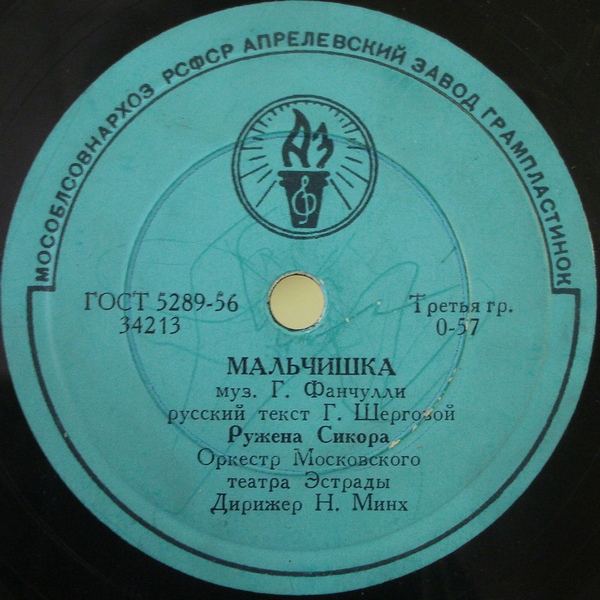 МОСОБЛСОВНАРХОЗ РСФСР АПРЕЛЕВСКИЙ ЗАВОД ГРАМПЛАСТИНОК
АЗ
ГОСТ 5289-56
34213
Третья гр.
0-57
МАЛЬЧИШКА
муз. Г. Фанчулли
русский текст Г. Шерговой
Ружена Сикора
Оркестр Московского
театра Эстрады
Дирижер Н. Минх